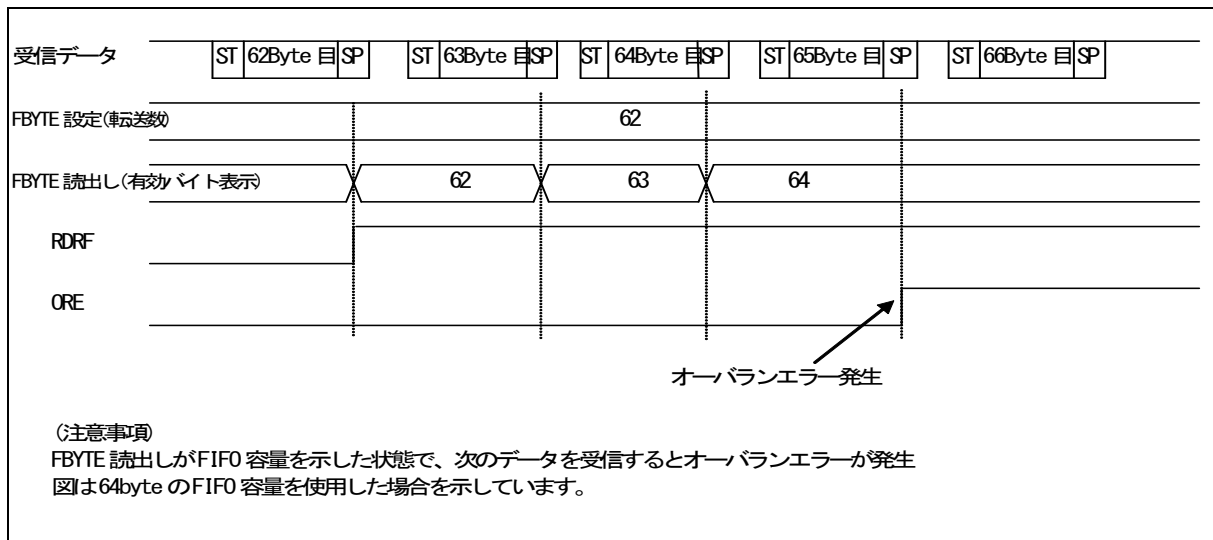 受信データ ST 62Byte 目 SP ST 63Byte 目 SP ST 64Byte 目 SP ST 65Byte 目 SP ST 66Byte 目 SP
FBYTE 設定(転送数) 62
FBYTE 読出し(有効バイト表示) 62 63 64
RDRF
ORE
オーバランエラー発生
(注意事項)
FBYTE 読出しがFIFO 容量を示した状態で、次のデータを受信するとオーバランエラーが発生
図は64byte のFIFO 容量を使用した場合を示しています。